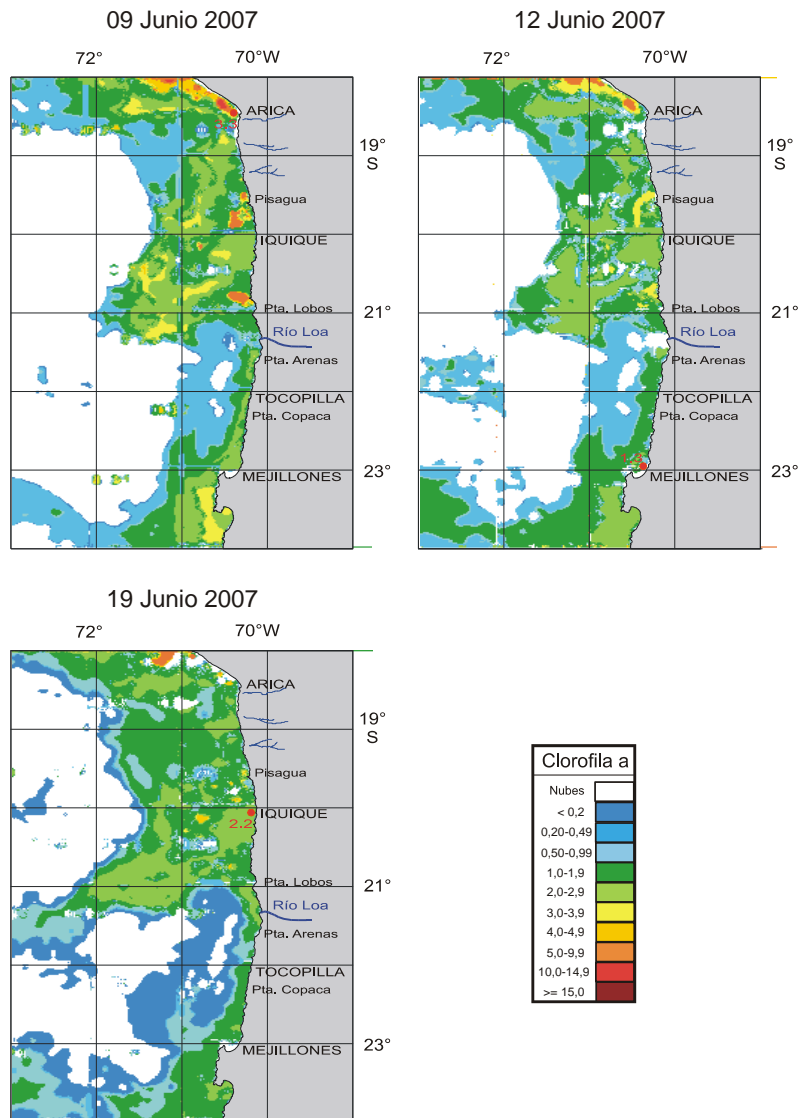 09 Junio 2007
12 Junio 2007
72°
70°W
72°
70°W
ARICA
19°
S
Pisagua
IQUIQUE
Pta. Lobos
21°
Río Loa
Pta. Arenas
TOCOPILLA
Pta. Copaca
MEJILLONES
23°
ARICA
19°
S
Pisagua
IQUIQUE
Pta. Lobos
21°
Río Loa
Pta. Arenas
TOCOPILLA
Pta. Copaca
1.3
MEJILLONES
23°
19 Junio 2007
72°
70°W
ARICA
19°
S
Pisagua
IQUIQUE
2.2
Pta. Lobos
21°
Río Loa
Pta. Arenas
TOCOPILLA
Pta. Copaca
MEJILLONES
23°
Clorofila a
Nubes
< 0,2
0,20-0,49
0,50-0,99
1,0-1,9
2,0-2,9
3,0-3,9
4,0-4,9
5,0-9,9
10,0-14,9
>= 15,0